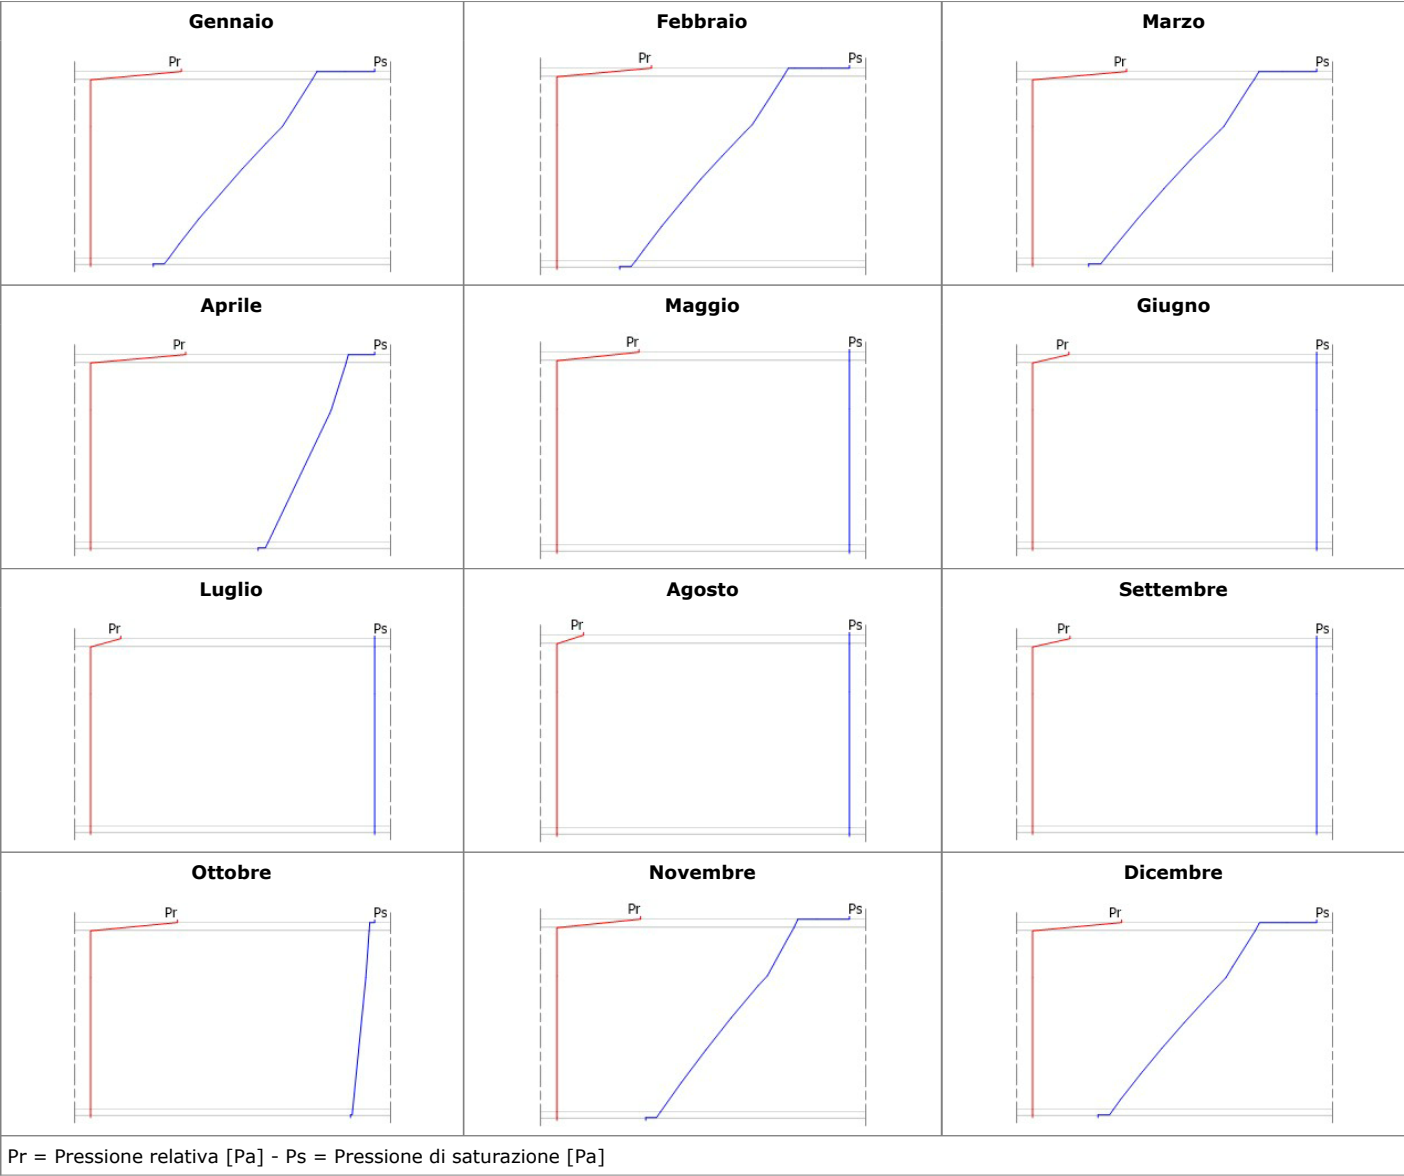 Gennaio Febbraio Marzo
Pr Ps Pr Ps Pr Ps
Aprile Maggio Giugno
Pr Ps Pr Ps Pr Ps
Luglio Agosto Settembre
Pr Ps Pr Ps Pr Ps
Ottobre Novembre Dicembre
Pr Ps Pr Ps Pr Ps
Pr = Pressione relativa [Pa] - Ps = Pressione di saturazione [Pa]